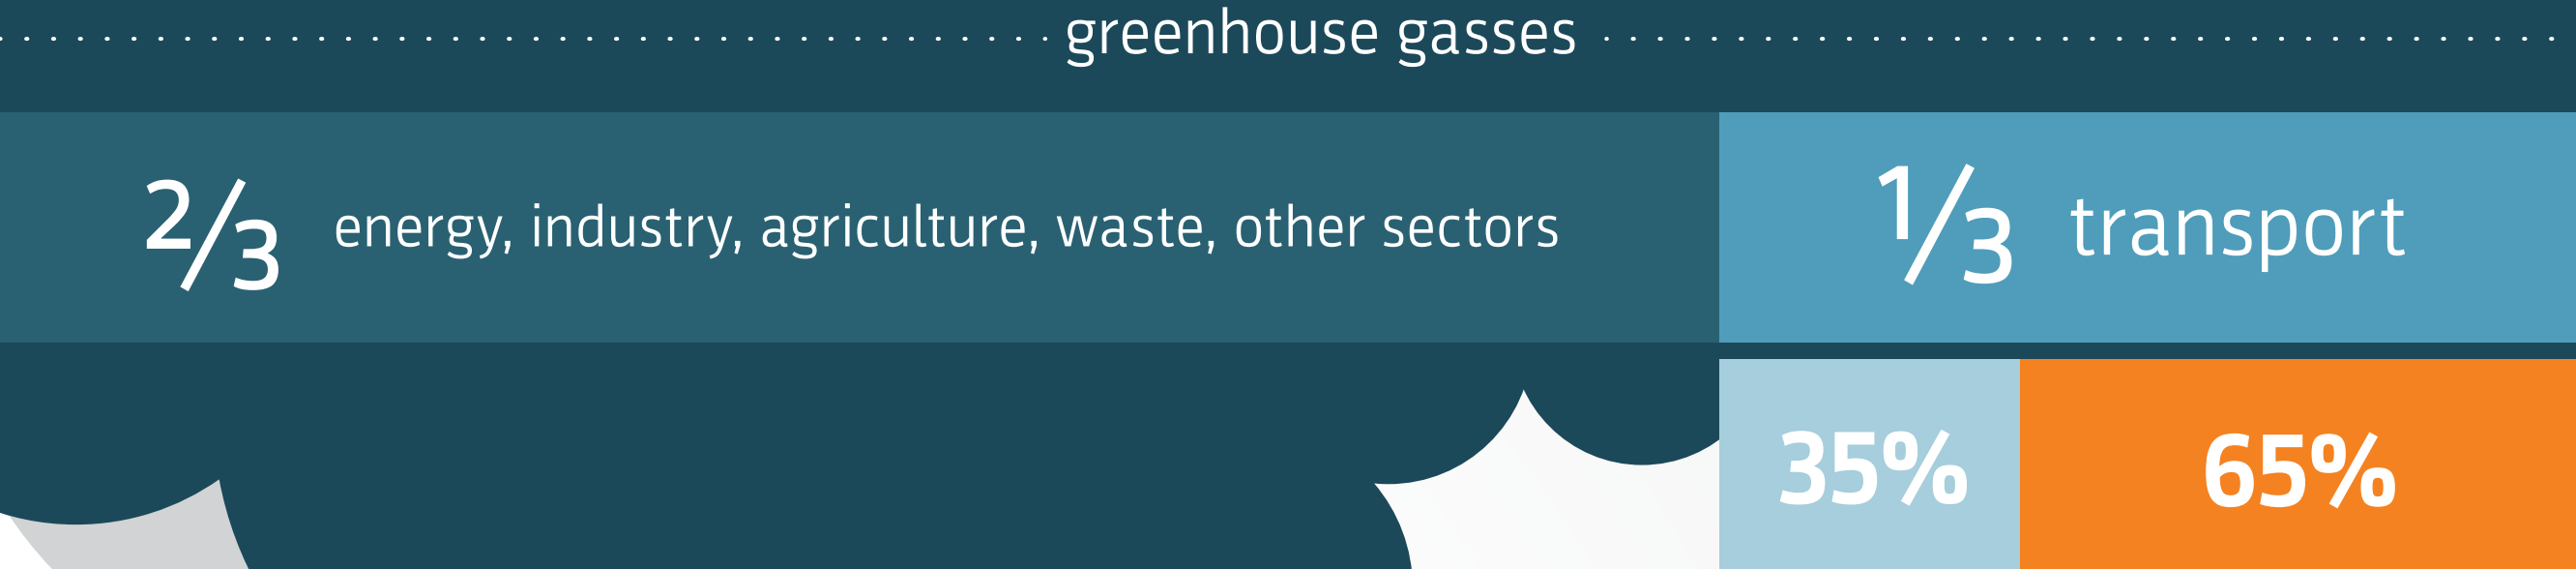 greenhouse gasses
⅔ energy, industry, agriculture, waste, other sectors
⅓ transport
35% 65%